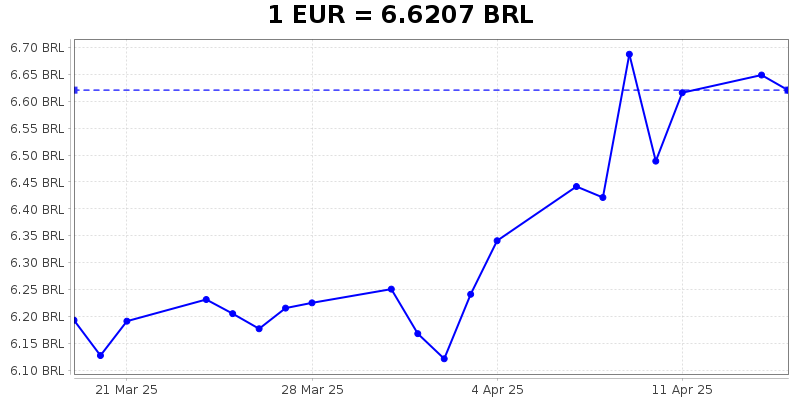 1 EUR = 6.6207 BRL
6.70 BRL
6.65 BRL
6.60 BRL
6.55 BRL
6.50 BRL
6.45 BRL
6.40 BRL
6.35 BRL
6.30 BRL
6.25 BRL
6.20 BRL
6.15 BRL
6.10 BRL
21 Mar 25 28 Mar 25 4 Apr 25 11 Apr 25